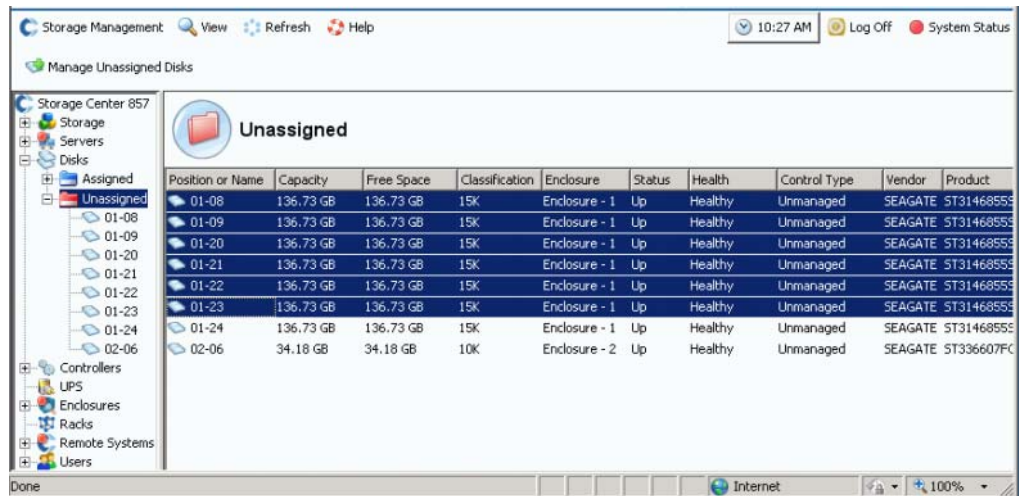 Storage Management View Refresh Help 10:27 AM Log Off System Status
Manage Unassigned Disks
Storage Center 857
Storage
Servers
Disks
Assigned
Unassigned
01-08
01-09
01-20
01-21
01-22
01-23
01-24
02-06
Controllers
UPS
Enclosures
Racks
Remote Systems
Users
Unassigned
Position or Name Capacity Free Space Classification Enclosure Status Health Control Type Vendor Product
01-08 136.73 GB 136.73 GB 15K Enclosure - 1 Up Healthy Unmanaged SEAGATE ST3146855S
01-09 136.73 GB 136.73 GB 15K Enclosure - 1 Up Healthy Unmanaged SEAGATE ST3146855S
01-20 136.73 GB 136.73 GB 15K Enclosure - 1 Up Healthy Unmanaged SEAGATE ST3146855S
01-21 136.73 GB 136.73 GB 15K Enclosure - 1 Up Healthy Unmanaged SEAGATE ST3146855S
01-22 136.73 GB 136.73 GB 15K Enclosure - 1 Up Healthy Unmanaged SEAGATE ST3146855S
01-23 136.73 GB 136.73 GB 15K Enclosure - 1 Up Healthy Unmanaged SEAGATE ST3146855S
01-24 136.73 GB 136.73 GB 15K Enclosure - 1 Up Healthy Unmanaged SEAGATE ST3146855S
02-06 34.18 GB 34.18 GB 10K Enclosure - 2 Up Healthy Unmanaged SEAGATE ST336607FC
Done Internet 100%